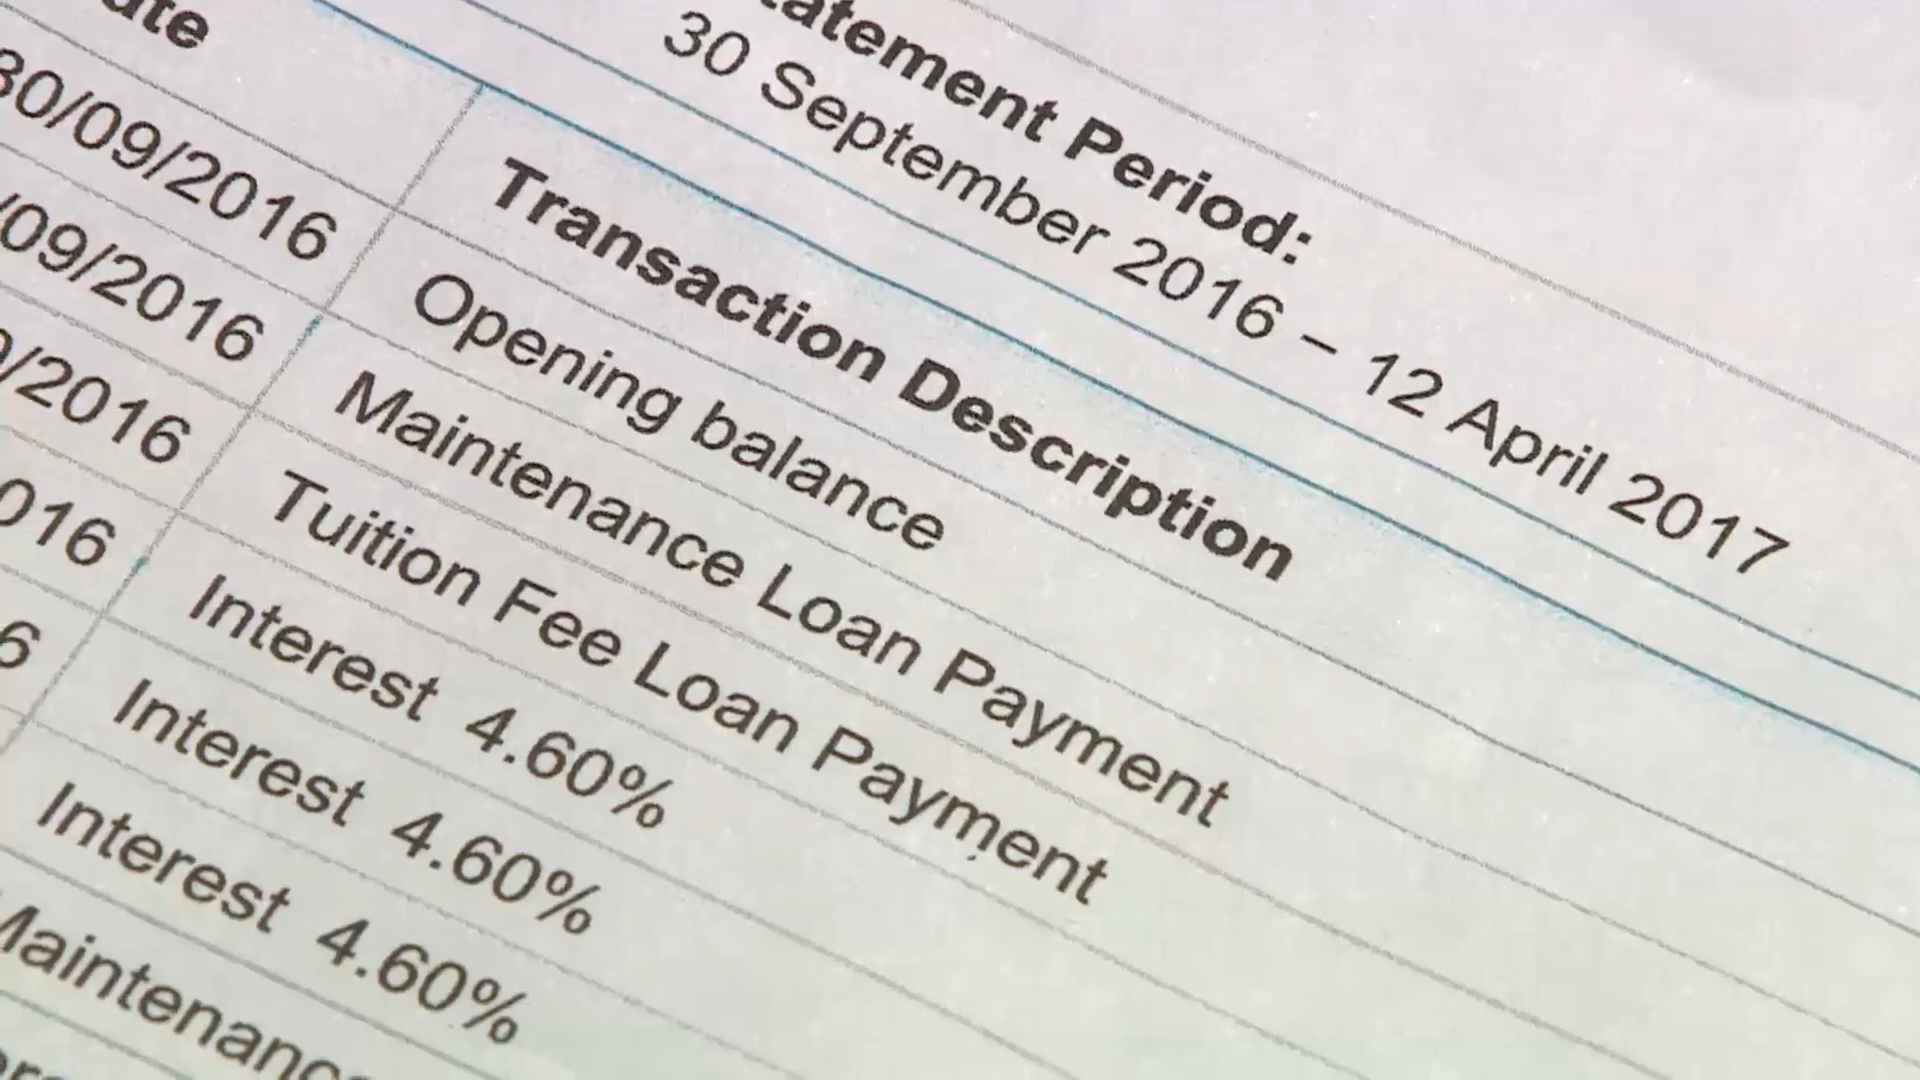 Statement Period:
30 September 2016 – 12 April 2017
Transaction Description
30/09/2016 Opening balance
/09/2016 Maintenance Loan Payment
/2016 Tuition Fee Loan Payment
016 Interest 4.60%
6 Interest 4.60%
Interest 4.60%
Maintenanc